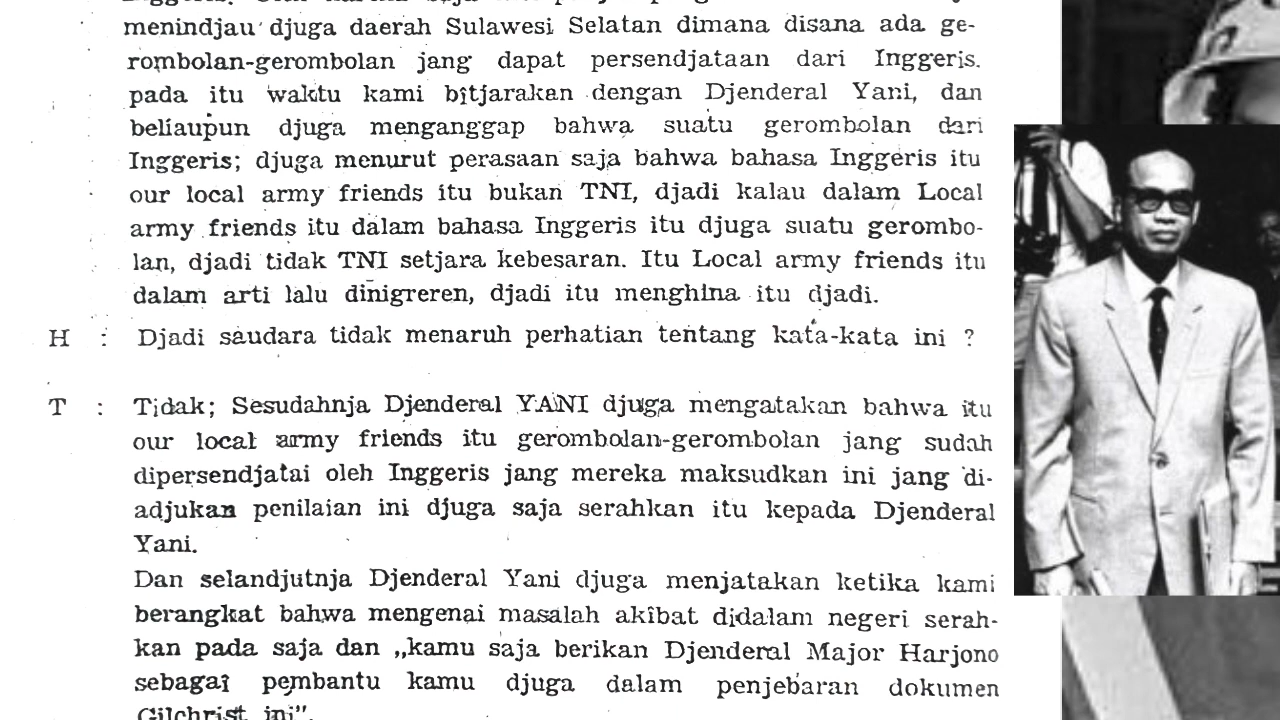 menindjau djuga daerah Sulawesi Selatan dimana disana ada ge-
rombolan-gerombolan jang dapat persendjataan dari Inggeris.
pada itu waktu kami bitjarakan dengan Djenderal Yani, dan
beliaupun djuga menganggap bahwa suatu gerombolan dari
Inggeris; djuga menurut perasaan saja bahwa bahasa Inggeris itu
our local army friends itu bukan TNI, djadi kalau dalam Local
army friends itu dalam bahasa Inggeris itu djuga suatu gerombo-
lan, djadi tidak TNI setjara kebesaran. Itu Local army friends itu
dalam arti lalu dinigreren, djadi itu menghina itu djadi.
H : Djadi saudara tidak menaruh perhatian tentang kata-kata ini ?
T : Tidak; Sesudahnja Djenderal YANI djuga mengatakan bahwa itu
our local army friends itu gerombolan-gerombolan jang sudah
dipersendjatai oleh Inggeris jang mereka maksudkan ini jang di-
adjukan penilaian ini djuga saja serahkan itu kepada Djenderal
Yani.
Dan selandjutnja Djenderal Yani djuga menjatakan ketika kami
berangkat bahwa mengenai masalah akibat didalam negeri serah-
kan pada saja dan „kamu saja berikan Djenderal Major Harjono
sebagai pembantu kamu djuga dalam penjebaran dokumen
Gilchrist ini".